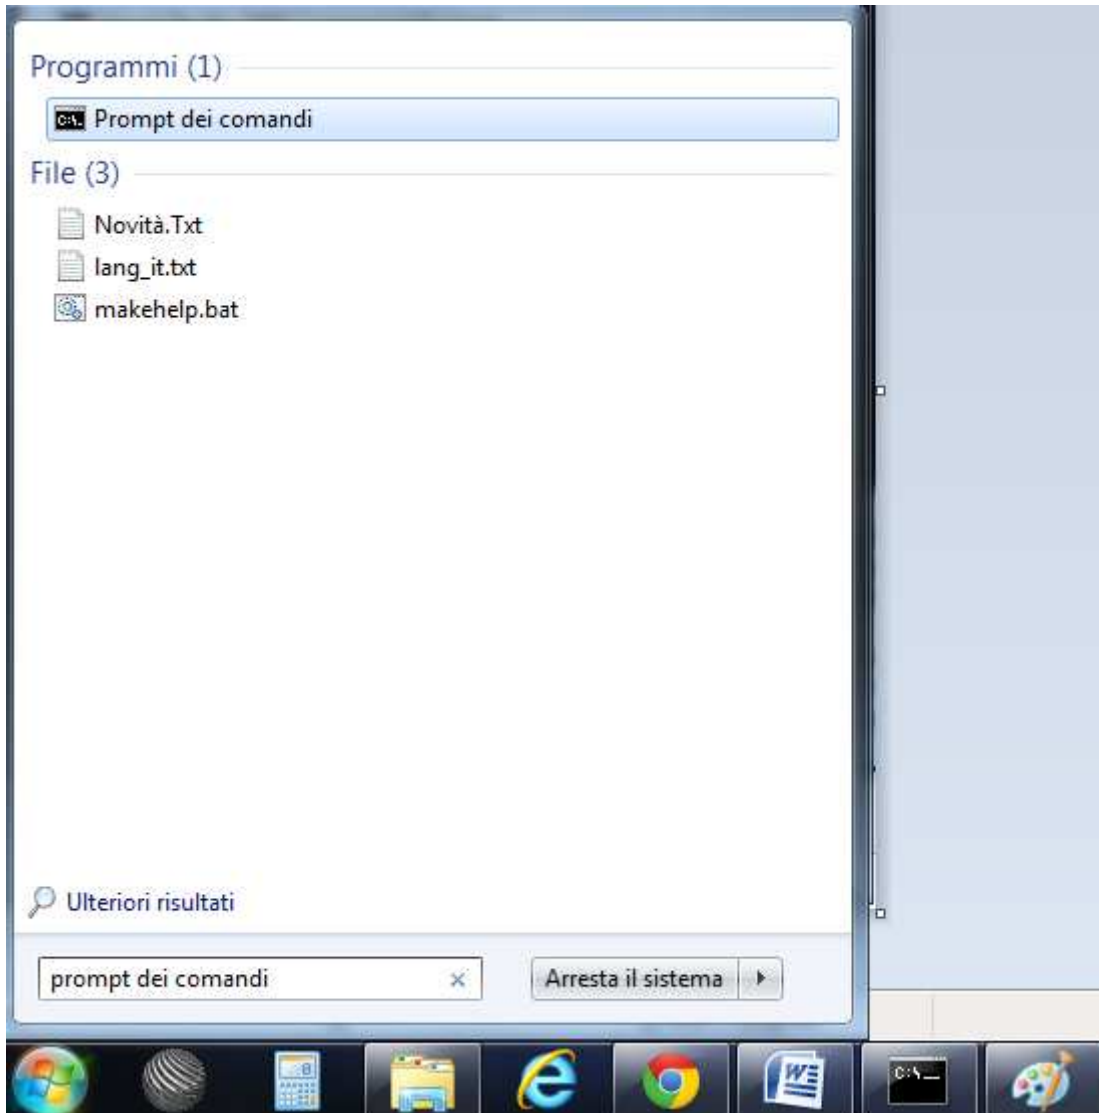 Programmi (1)
Prompt dei comandi
File (3)
Novità.Txt
lang_it.txt
makehelp.bat
Ulteriori risultati
prompt dei comandi
Arresta il sistema